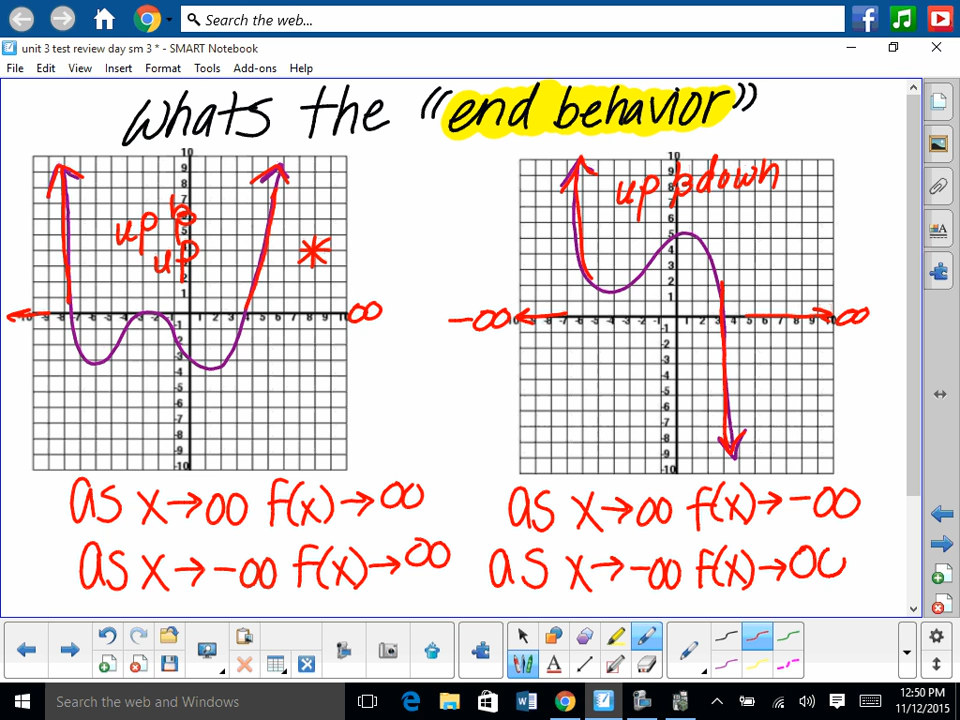 Search the web...
unit 3 test review day sm 3 * - SMART Notebook
File Edit View Insert Format Tools Add-ons Help
whats the "end behavior"
up &
up
*
∞
up & down
-∞
∞
as x→∞ f(x)→∞
as x→-∞ f(x)→∞
as x→∞ f(x)→-∞
as x→-∞ f(x)→∞
Search the web and Windows
12:50 PM
11/12/2015